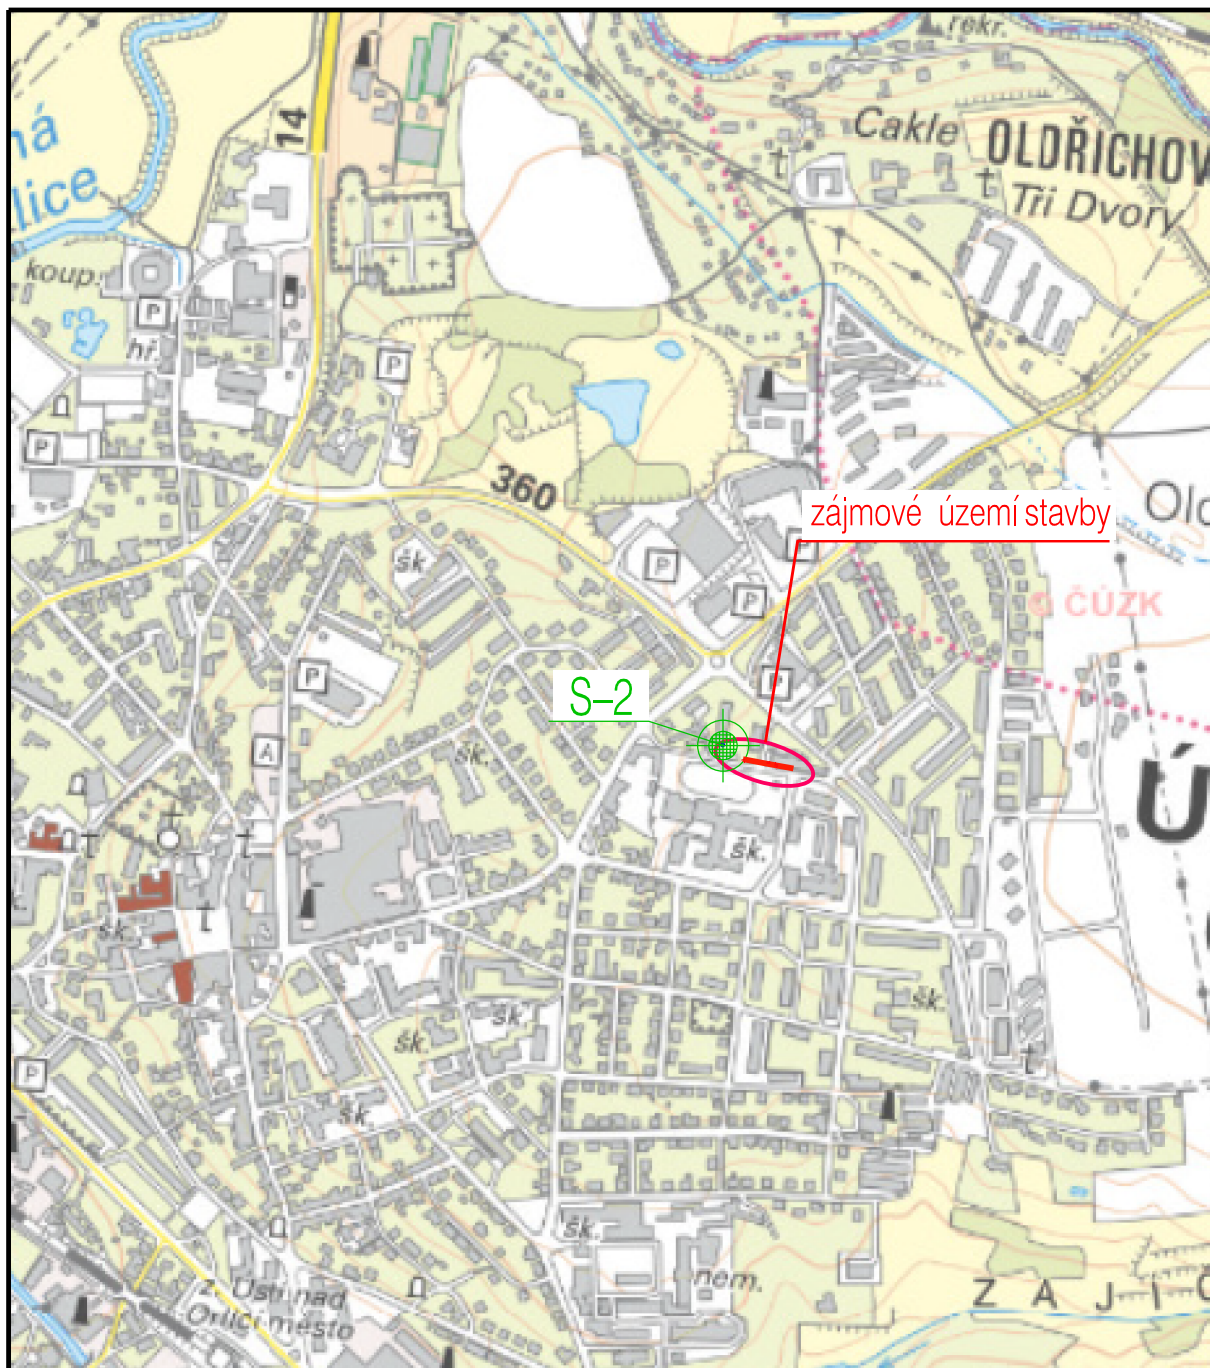 rekr.
Cakle
OLDŘICHOV
Tři Dvory
14
ná
lice
koup.
P
hř.
P
P
360
zájmové území stavby
Old
P
P
šk.
P
© ČÚZK
P
P
S–2
A
šk.
Ú
šk.
šk.
šk.
šk.
šk.
P
šk.
šk.
nem.
z. Ústí nad
Orlicí město
Z A J Í Č